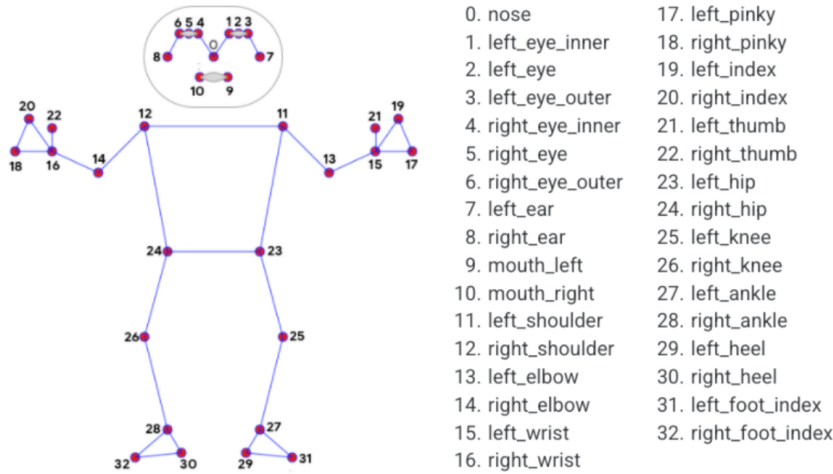 6 5 4 1 2 3
0
8 7
10 9
20 22 12 11 21 19
18 16 14 13 15 17
24 23
26 25
28 27
32 30 29 31
0. nose
1. left_eye_inner
2. left_eye
3. left_eye_outer
4. right_eye_inner
5. right_eye
6. right_eye_outer
7. left_ear
8. right_ear
9. mouth_left
10. mouth_right
11. left_shoulder
12. right_shoulder
13. left_elbow
14. right_elbow
15. left_wrist
16. right_wrist
17. left_pinky
18. right_pinky
19. left_index
20. right_index
21. left_thumb
22. right_thumb
23. left_hip
24. right_hip
25. left_knee
26. right_knee
27. left_ankle
28. right_ankle
29. left_heel
30. right_heel
31. left_foot_index
32. right_foot_index